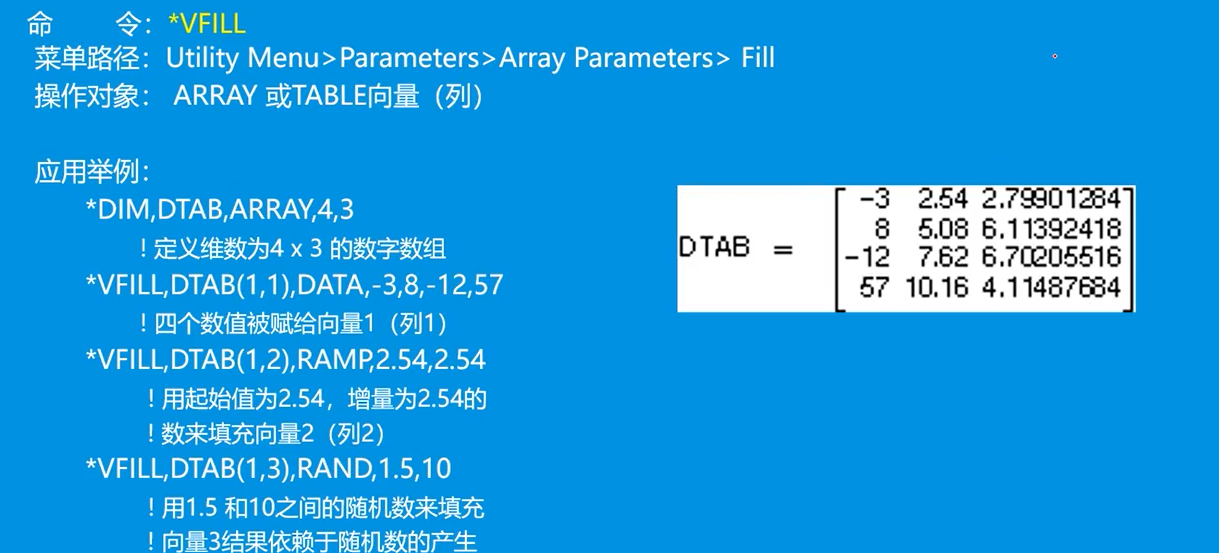 命 令：*VFILL
菜单路径：Utility Menu>Parameters>Array Parameters> Fill
操作对象： ARRAY 或TABLE向量（列）
应用举例：
*DIM,DTAB,ARRAY,4,3
! 定义维数为4 x 3 的数字数组
*VFILL,DTAB(1,1),DATA,-3,8,-12,57
! 四个数值被赋给向量1（列1）
*VFILL,DTAB(1,2),RAMP,2.54,2.54
! 用起始值为2.54，增量为2.54的
! 数来填充向量2（列2）
*VFILL,DTAB(1,3),RAND,1.5,10
! 用1.5 和10之间的随机数来填充
! 向量3结果依赖于随机数的产生
-3 2.54 2.79901284
8 5.08 6.11392418
DTAB =
-12 7.62 6.70205516
57 10.16 4.11487684